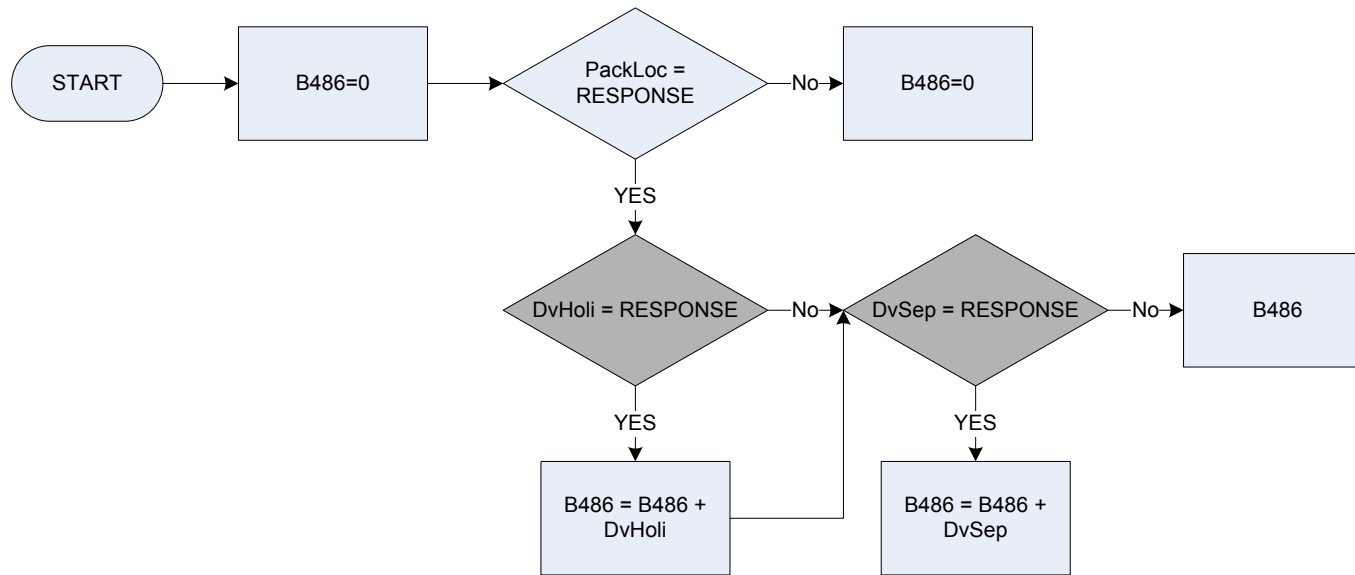 START
B486=0
PackLoc =
RESPONSE
No
B486=0
YES
DvHoli = RESPONSE
No
DvSep = RESPONSE
No
B486
YES
YES
B486 = B486 +
DvHoli
B486 = B486 +
DvSep